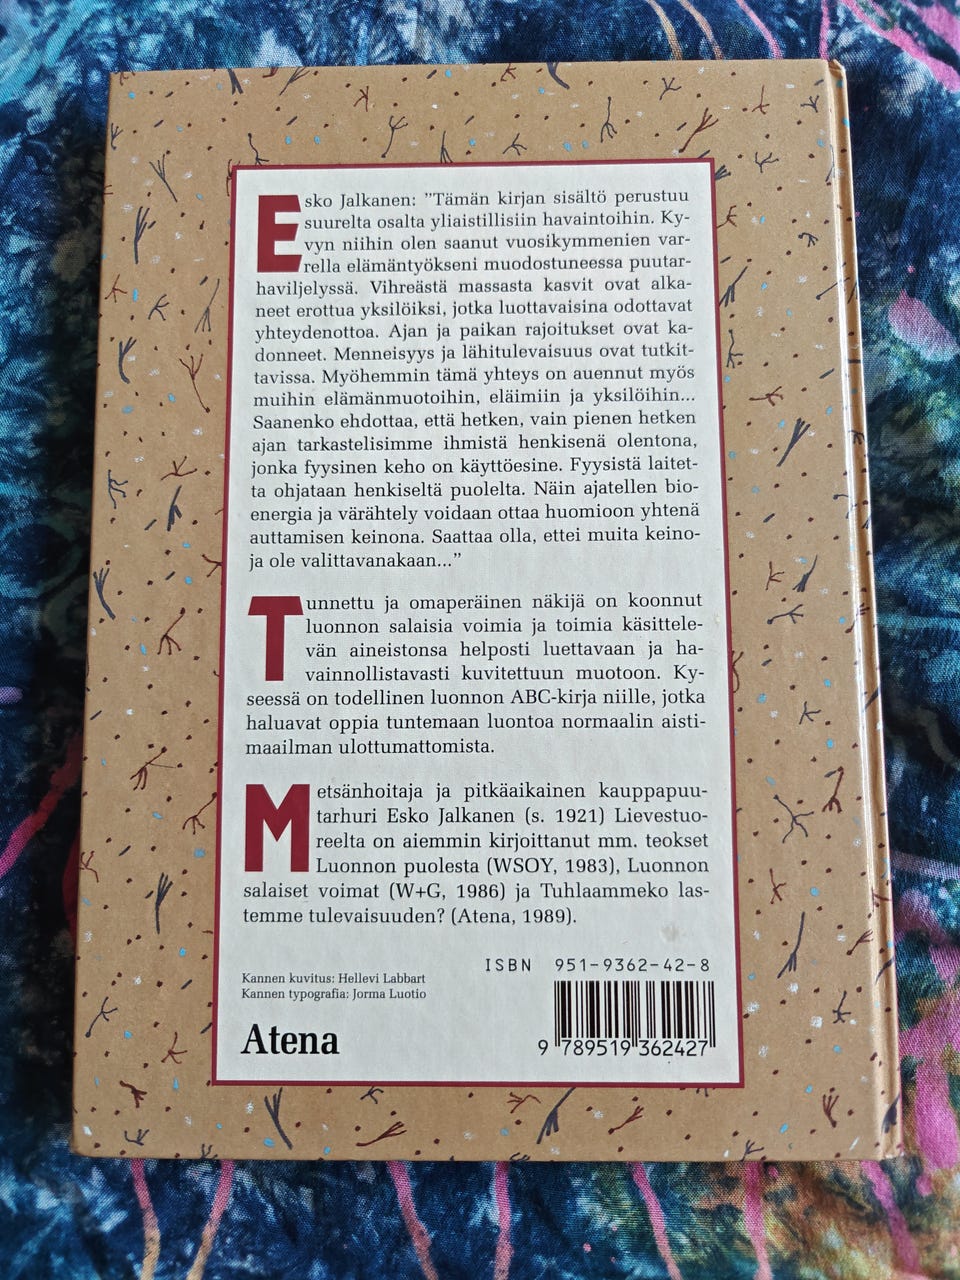 Esko Jalkanen: ”Tämän kirjan sisältö perustuu
suurelta osalta yliaistillisiin havaintoihin. Ky-
vyn niihin olen saanut vuosikymmenien var-
rella elämäntyökseni muodostuneessa puutar-
haviljelyssä. Vihreästä massasta kasvit ovat alka-
neet erottua yksilöiksi, jotka luottavaisina odottavat
yhteydenottoa. Ajan ja paikan rajoitukset ovat ka-
donneet. Menneisyys ja lähitulevaisuus ovat tutkit-
tavissa. Myöhemmin tämä yhteys on auennut myös
muihin elämänmuotoihin, eläimiin ja yksilöihin...
Saanenko ehdottaa, että hetken, vain pienen hetken
ajan tarkastelisimme ihmistä henkisenä olentona,
jonka fyysinen keho on käyttöesine. Fyysistä laitet-
ta ohjataan henkiseltä puolelta. Näin ajatellen bio-
energia ja värähtely voidaan ottaa huomioon yhtenä
auttamisen keinona. Saattaa olla, ettei muita keino-
ja ole valittavanakaan...”
Tunnettu ja omaperäinen näkijä on koonnut
luonnon salaisia voimia ja toimia käsittele-
vän aineistonsa helposti luettavaan ja ha-
vainnollistavasti kuvitettuun muotoon. Ky-
seessä on todellinen luonnon ABC-kirja niille, jotka
haluavat oppia tuntemaan luontoa normaalin aisti-
maailman ulottumattomista.
Metsänhoitaja ja pitkäaikainen kauppapuu-
tarhuri Esko Jalkanen (s. 1921) Lievestuo-
reelta on aiemmin kirjoittanut mm. teokset
Luonnon puolesta (WSOY, 1983), Luonnon
salaiset voimat (W+G, 1986) ja Tuhlaammeko las-
temme tulevaisuuden? (Atena, 1989).
ISBN 951-9362-42-8
Kannen kuvitus: Hellevi Labbart
Kannen typografia: Jorma Luotio
Atena
9 789519 362427